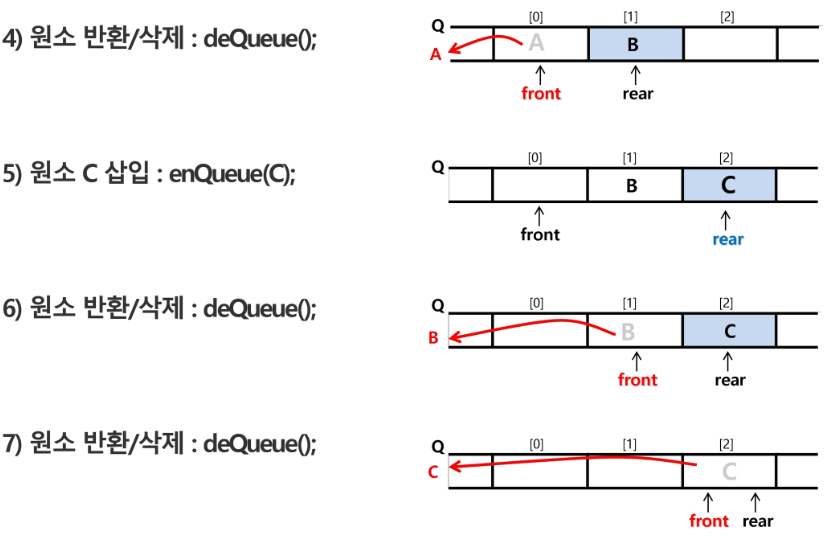 4) 원소 반환/삭제 : deQueue();
Q [0] [1] [2]
A A B
front rear
5) 원소 C 삽입 : enQueue(C);
Q [0] [1] [2]
B C
front rear
6) 원소 반환/삭제 : deQueue();
Q [0] [1] [2]
B B C
front rear
7) 원소 반환/삭제 : deQueue();
Q [0] [1] [2]
C C
front rear